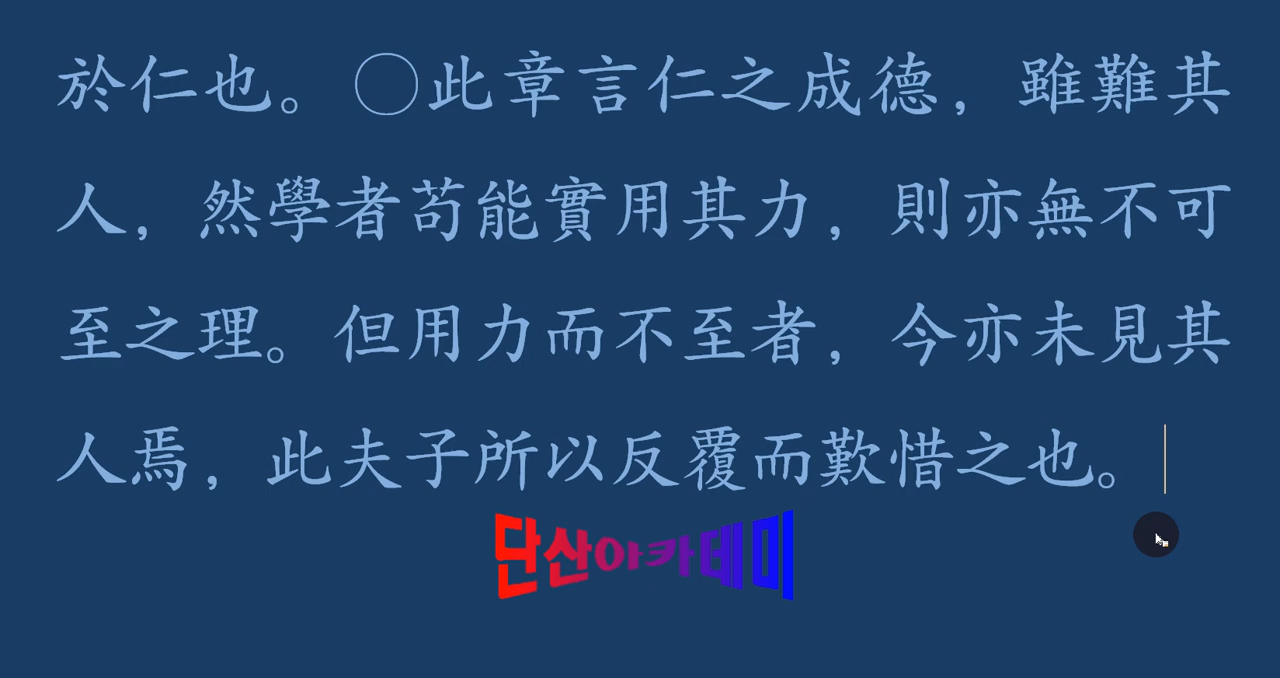 於仁也。○此章言仁之成德，雖難其
人，然學者苟能實用其力，則亦無不可
至之理。但用力而不至者，今亦未見其
人焉，此夫子所以反覆而歎惜之也。
단산아카데미